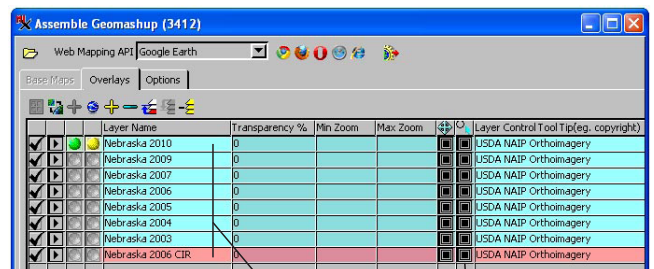 Assemble Geomashup (3412)
Web Mapping API Google Earth
Base Maps Overlays Options
Layer Name Transparency % Min Zoom Max Zoom Layer Control Tool Tip(eg. copyright)
Nebraska 2010 0 USDA NAIP Orthoimagery
Nebraska 2009 0 USDA NAIP Orthoimagery
Nebraska 2007 0 USDA NAIP Orthoimagery
Nebraska 2006 0 USDA NAIP Orthoimagery
Nebraska 2005 0 USDA NAIP Orthoimagery
Nebraska 2004 0 USDA NAIP Orthoimagery
Nebraska 2003 0 USDA NAIP Orthoimagery
Nebraska 2006 CIR 0 USDA NAIP Orthoimagery